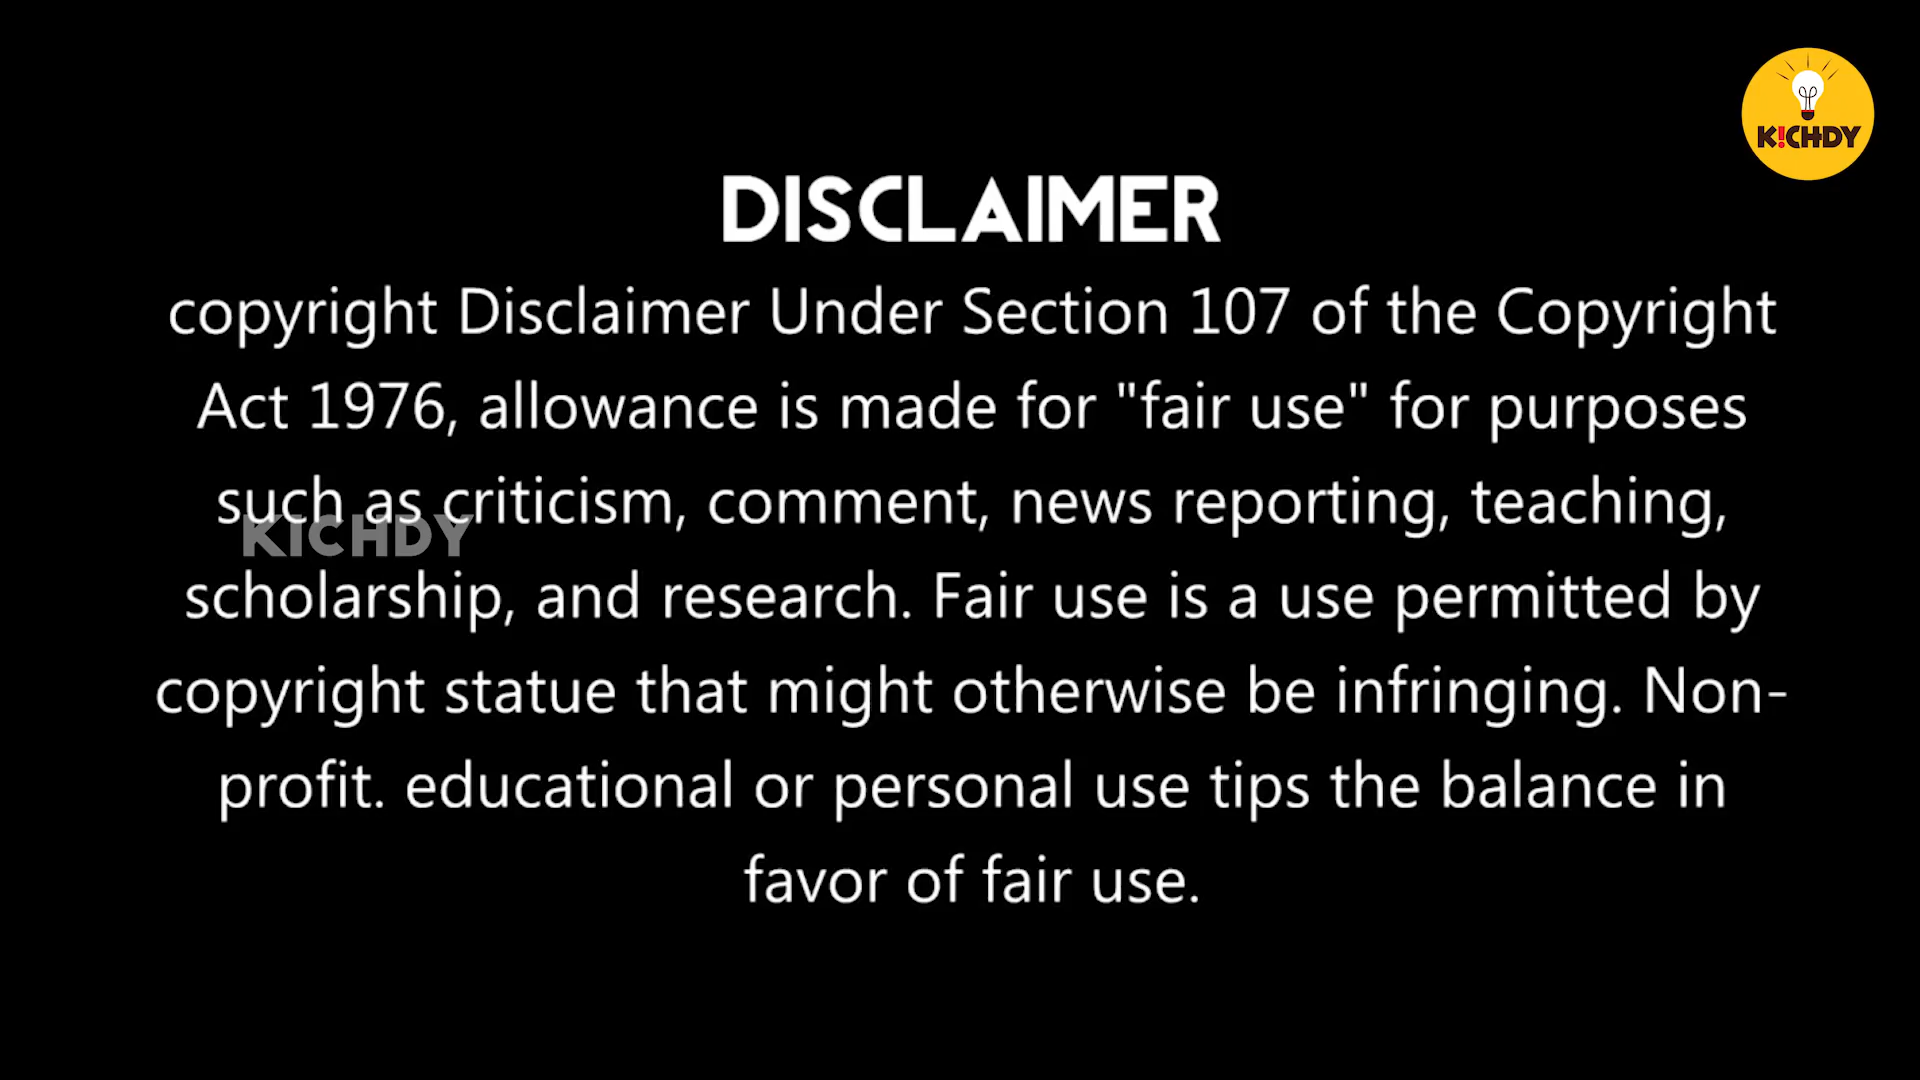 K!CHDY
DISCLAIMER
copyright Disclaimer Under Section 107 of the Copyright
Act 1976, allowance is made for "fair use" for purposes
such as criticism, comment, news reporting, teaching,
KICHDY
scholarship, and research. Fair use is a use permitted by
copyright statue that might otherwise be infringing. Non-
profit. educational or personal use tips the balance in
favor of fair use.